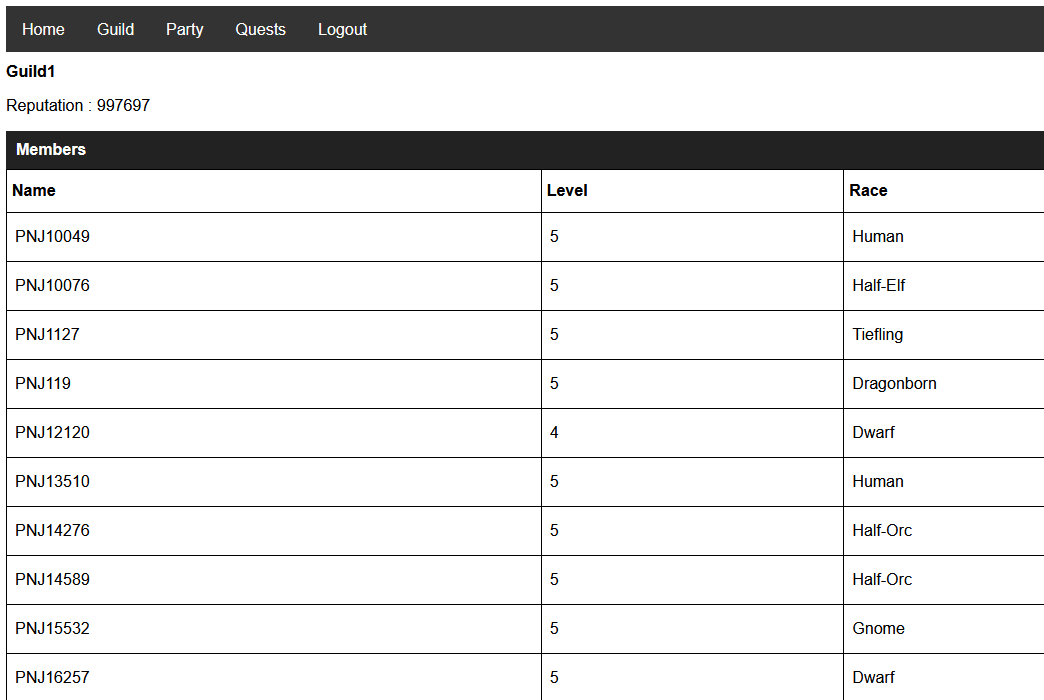 Home Guild Party Quests Logout
Guild1
Reputation : 997697
Members
Name Level Race
PNJ10049 5 Human
PNJ10076 5 Half-Elf
PNJ1127 5 Tiefling
PNJ119 5 Dragonborn
PNJ12120 4 Dwarf
PNJ13510 5 Human
PNJ14276 5 Half-Orc
PNJ14589 5 Half-Orc
PNJ15532 5 Gnome
PNJ16257 5 Dwarf